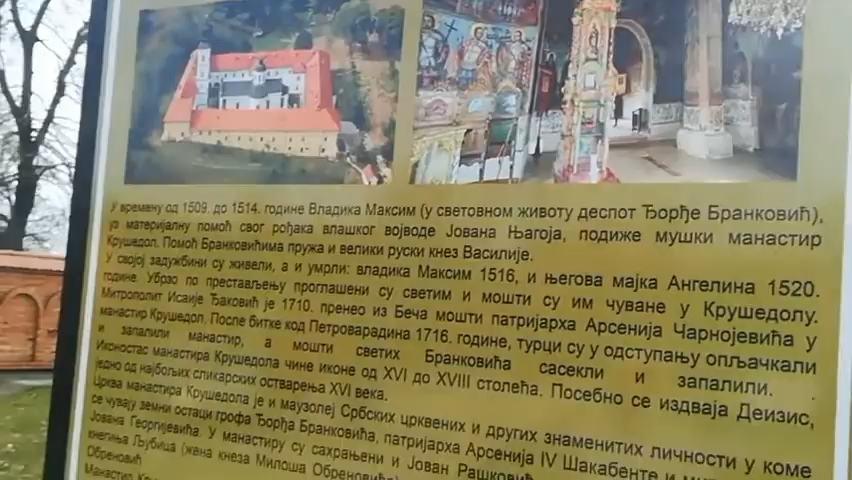 У времену од 1509. до 1514. године Владика Максим (у световном животу деспот Ђорђе Бранковић),
уз материјалну помоћ свог рођака влашког војводе Јована Његоја, подиже мушки манастир
Крушедол. Помоћ Бранковићима пружа и велики руски кнез Василије.
У својој задужбини су живели, а и умрли: владика Максим 1516, и његова мајка Ангелина 1520.
године. Убрзо по престављењу проглашени су светим и мошти су им чуване у Крушедолу.
Митрополит Исаије Ђаковић је 1710. пренео из Беча мошти патријарха Арсенија Чарнојевића у
манастир Крушедол. После битке код Петроварадина 1716. године, турци су у одступању опљачкали
и запалили манастир, а мошти светих Бранковића сасекли и запалили.
Иконостас манастира Крушедола чине иконе од XVI до XVIII столећа. Посебно се издваја Деизис,
једно од најбољих сликарских остварења XVI века.
Црква манастира Крушедола је и маузолеј Српских црквених и других знаменитих личности у коме
се чувају земни остаци грофа Ђорђа Бранковића, патријарха Арсенија IV Шакабенте и
Јована Георгијевића. У манастиру су сахрањени и Јован Рашковић
кнегиња Љубица (жена кнеза Милоша Обреновића)
Обреновић
Манастир